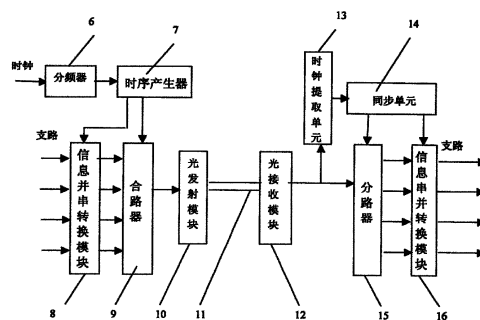 6
7
13
14
时钟
分频器
时序产生器
时钟提取单元
同步单元
支路
信息并串转换模块
合路器
光发射模块
光接收模块
分路器
信息串并转换模块
支路
8
9
10
11
12
15
16